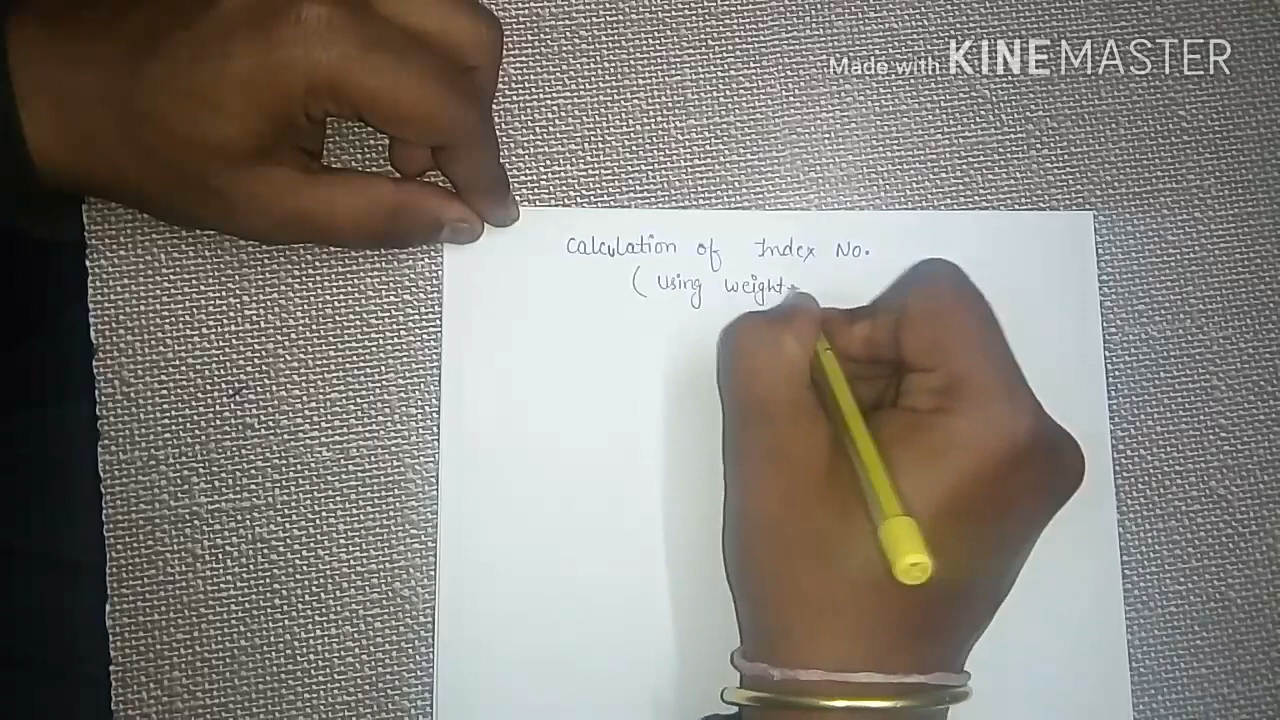 Made with KINEMASTER
Calculation of Index No.
( Using weight